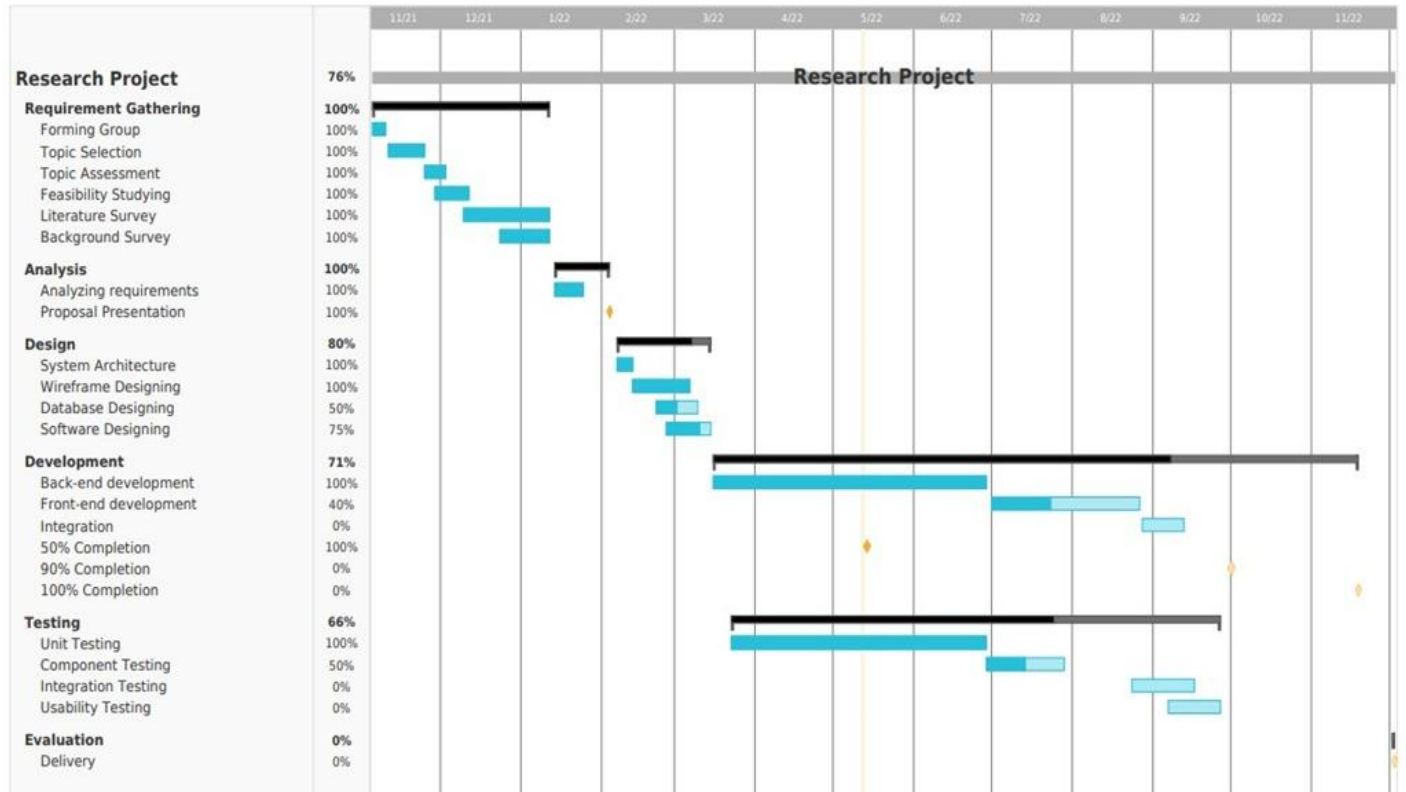 11/21 12/21 1/22 2/22 3/22 4/22 5/22 6/22 7/22 8/22 9/22 10/22 11/22
Research Project 76% Research Project
Requirement Gathering 100%
Forming Group 100%
Topic Selection 100%
Topic Assessment 100%
Feasibility Studying 100%
Literature Survey 100%
Background Survey 100%
Analysis 100%
Analyzing requirements 100%
Proposal Presentation 100%
Design 80%
System Architecture 100%
Wireframe Designing 100%
Database Designing 50%
Software Designing 75%
Development 71%
Back-end development 100%
Front-end development 40%
Integration 0%
50% Completion 100%
90% Completion 0%
100% Completion 0%
Testing 66%
Unit Testing 100%
Component Testing 50%
Integration Testing 0%
Usability Testing 0%
Evaluation 0%
Delivery 0%